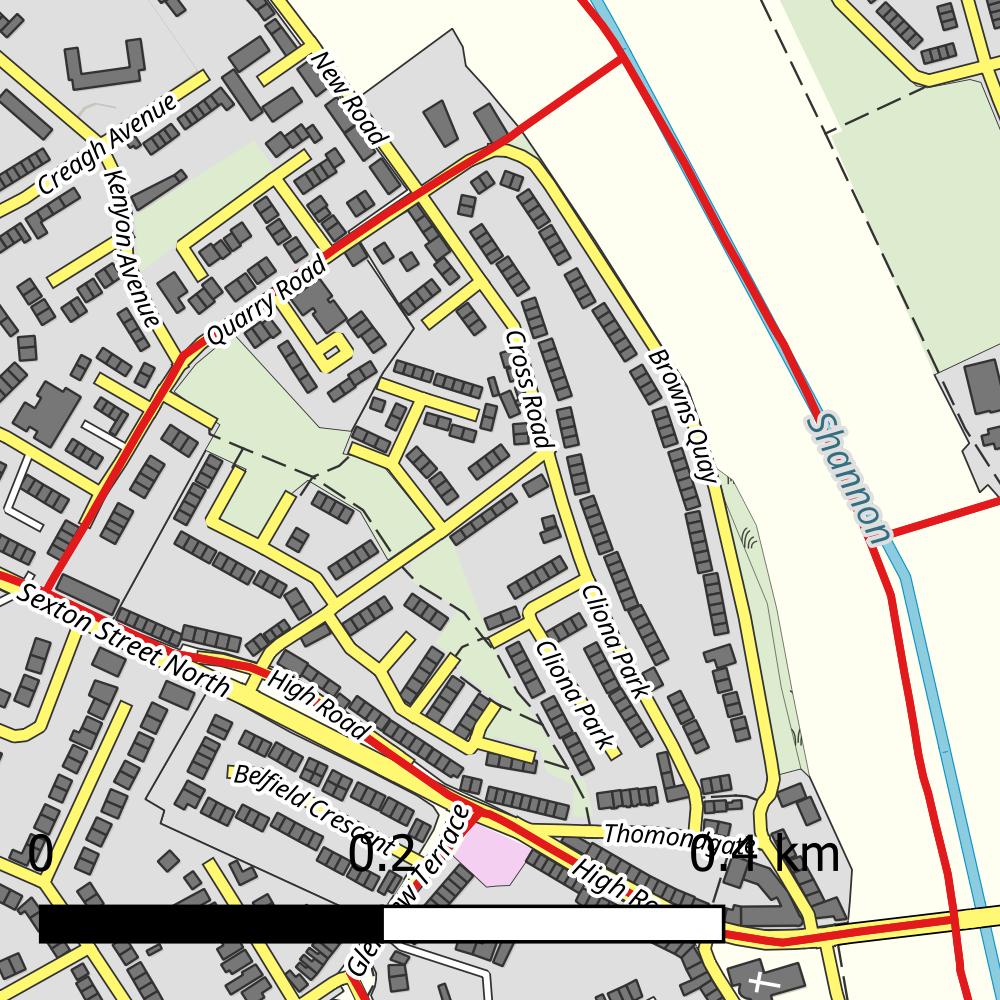 New Road
Creagh Avenue
Kenyon Avenue
Quarry Road
Cross Road
Browns Quay
Shannon
Sexton Street North
High Road
Cliona Park
Cliona Park
Belfield Crescent
Thomondgate
High
0
0.2
0.4 km
Terrace